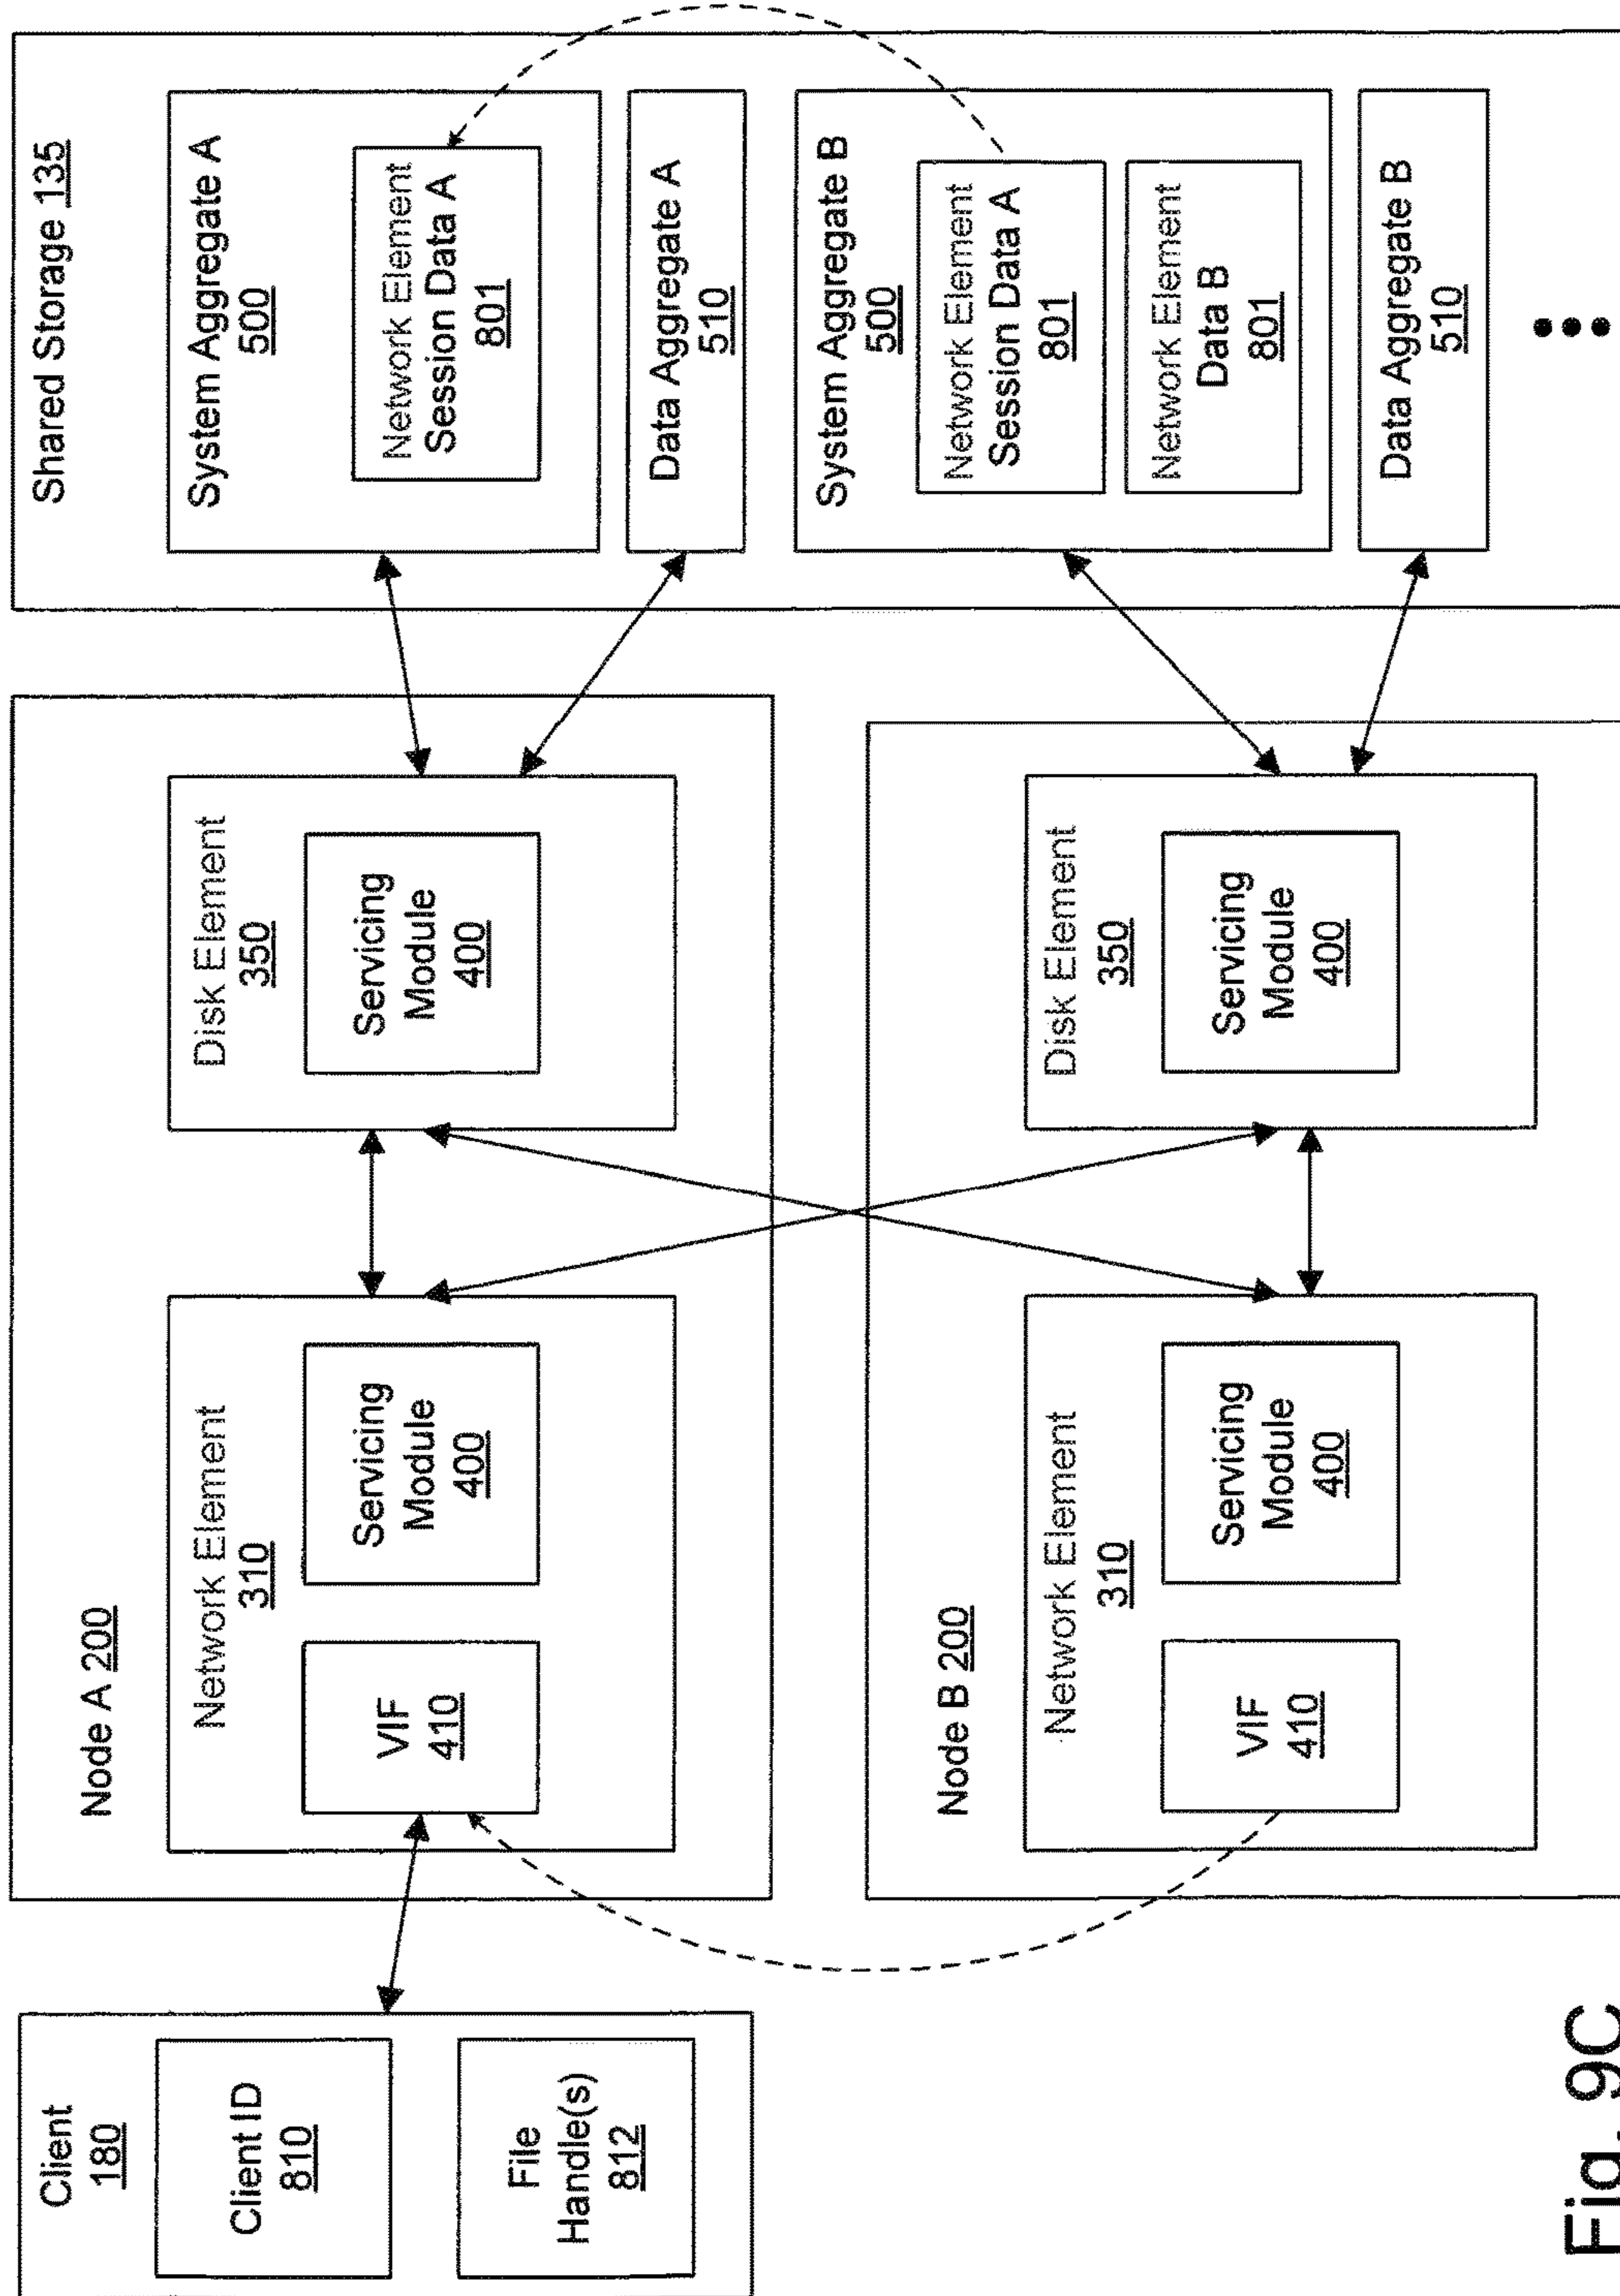 Client
180
Client ID
810
File
Handle(s)
812
Node A 200
Network Element
310
VIF
410
Servicing
Module
400
Disk Element
350
Servicing
Module
400
Node B 200
Network Element
310
VIF
410
Servicing
Module
400
Disk Element
350
Servicing
Module
400
Shared Storage 135
System Aggregate A
500
Network Element
Session Data A
801
Data Aggregate A
510
System Aggregate B
500
Network Element
Session Data A
801
Network Element
Data B
801
Data Aggregate B
510
Fig. 9C